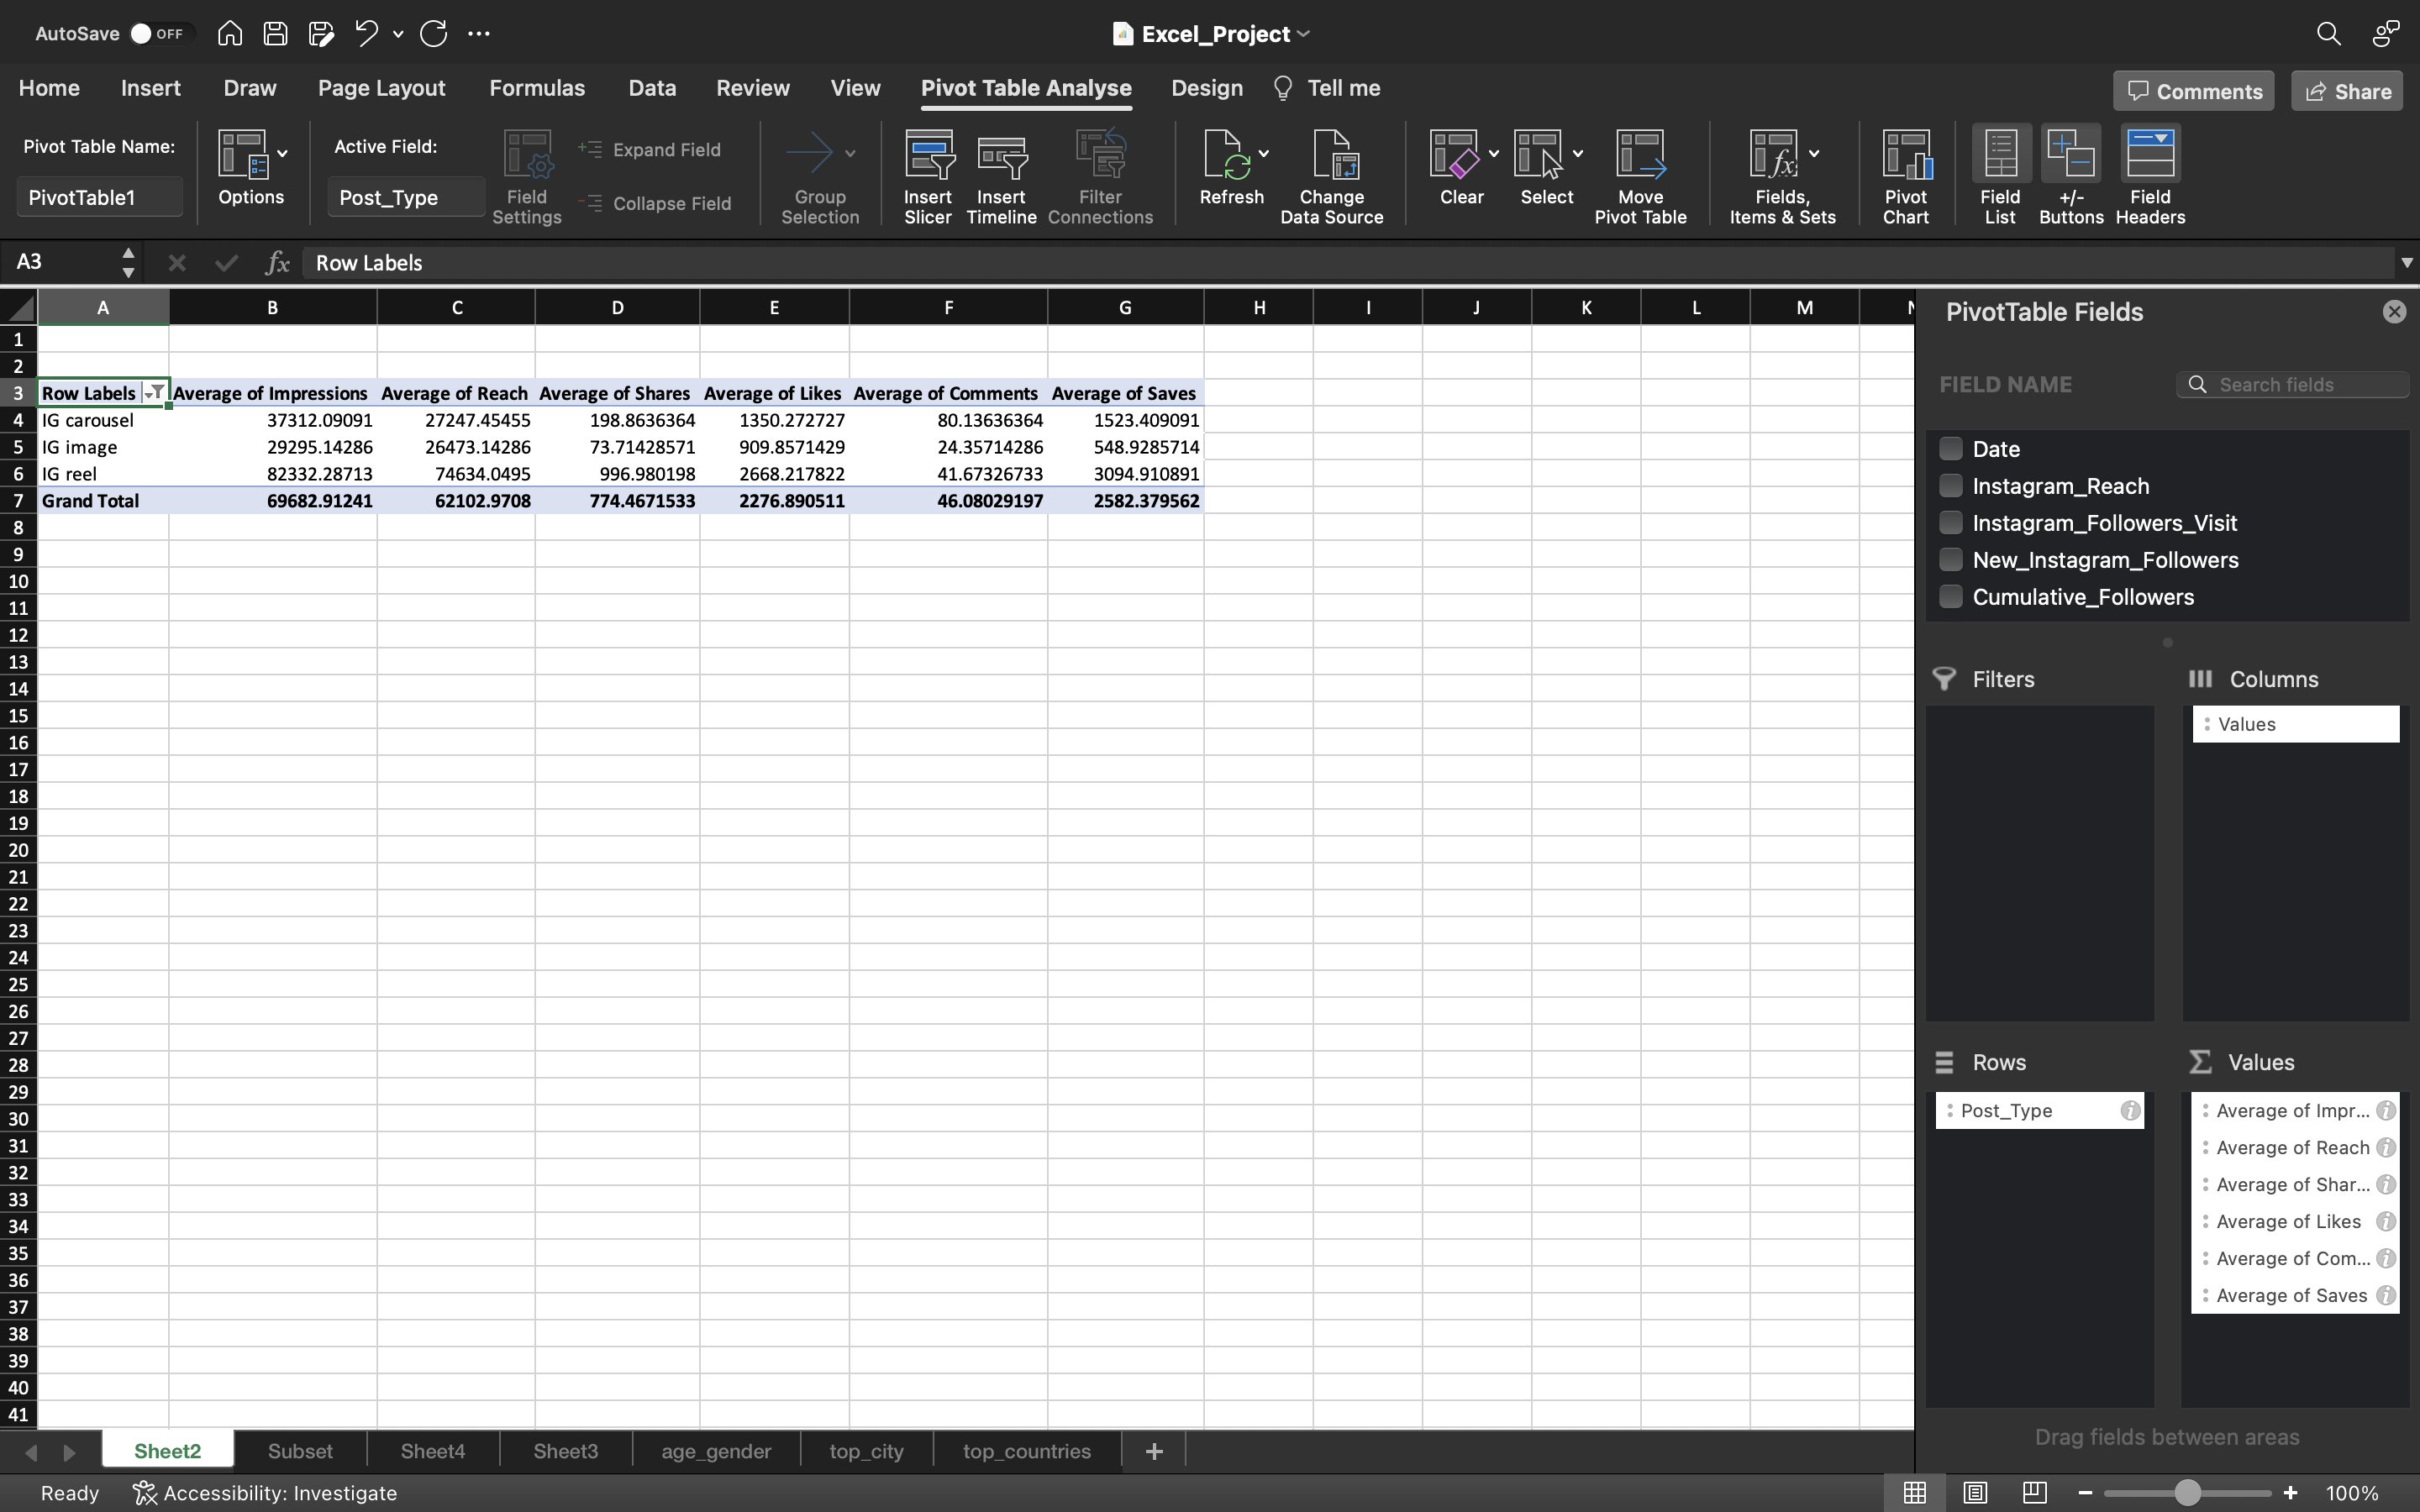 AutoSave OFF Excel_Project
Home Insert Draw Page Layout Formulas Data Review View Pivot Table Analyse Design Tell me Comments Share
Pivot Table Name: Active Field: Expand Field
PivotTable1 Options Post_Type Field Settings Collapse Field Group Selection Insert Slicer Insert Timeline Filter Connections Refresh Change Data Source Clear Select Move Pivot Table Fields, Items & Sets Pivot Chart Field List +/- Buttons Field Headers
A3 fx Row Labels
A B C D E F G H I J K L M
1
2
3 Row Labels Average of Impressions Average of Reach Average of Shares Average of Likes Average of Comments Average of Saves
4 IG carousel 37312.09091 27247.45455 198.8636364 1350.272727 80.13636364 1523.409091
5 IG image 29295.14286 26473.14286 73.71428571 909.8571429 24.35714286 548.9285714
6 IG reel 82332.28713 74634.0495 996.980198 2668.217822 41.67326733 3094.910891
7 Grand Total 69682.91241 62102.9708 774.4671533 2276.890511 46.08029197 2582.379562
8
9
10
11
12
13
14
15
16
17
18
19
20
21
22
23
24
25
26
27
28
29
30
31
32
33
34
35
36
37
38
39
40
41
PivotTable Fields
FIELD NAME Search fields
Date
Instagram_Reach
Instagram_Followers_Visit
New_Instagram_Followers
Cumulative_Followers
Filters Columns
Values
Rows Values
Post_Type Average of Impr...
Average of Reach
Average of Shar...
Average of Likes
Average of Com...
Average of Saves
Drag fields between areas
Sheet2 Subset Sheet4 Sheet3 age_gender top_city top_countries +
Ready Accessibility: Investigate 100%